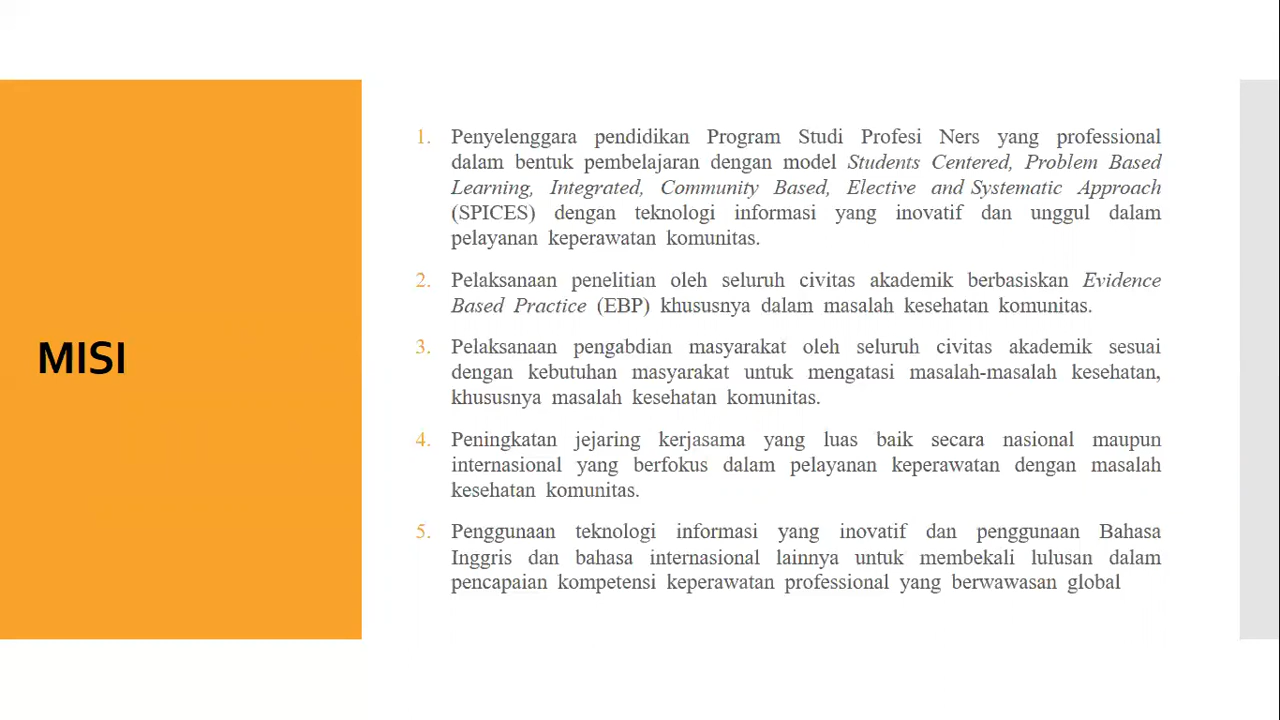 MISI
1. Penyelenggara pendidikan Program Studi Profesi Ners yang professional
dalam bentuk pembelajaran dengan model Students Centered, Problem Based
Learning, Integrated, Community Based, Elective and Systematic Approach
(SPICES) dengan teknologi informasi yang inovatif dan unggul dalam
pelayanan keperawatan komunitas.
2. Pelaksanaan penelitian oleh seluruh civitas akademik berbasiskan Evidence
Based Practice (EBP) khususnya dalam masalah kesehatan komunitas.
3. Pelaksanaan pengabdian masyarakat oleh seluruh civitas akademik sesuai
dengan kebutuhan masyarakat untuk mengatasi masalah-masalah kesehatan,
khususnya masalah kesehatan komunitas.
4. Peningkatan jejaring kerjasama yang luas baik secara nasional maupun
internasional yang berfokus dalam pelayanan keperawatan dengan masalah
kesehatan komunitas.
5. Penggunaan teknologi informasi yang inovatif dan penggunaan Bahasa
Inggris dan bahasa internasional lainnya untuk membekali lulusan dalam
pencapaian kompetensi keperawatan professional yang berwawasan global